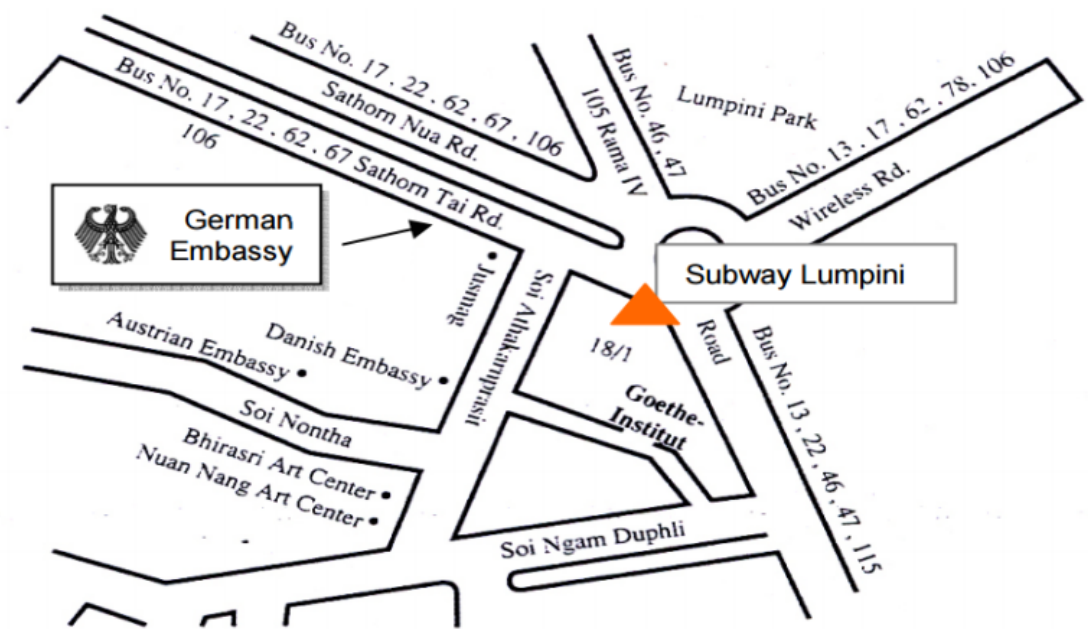 Bus No. 17 . 22 . 62 . 67 . 106
Sathorn Nua Rd.
Bus No. 17 , 22 . 62 . 67 Sathorn Tai Rd.
106
105 Rama IV
Bus No. 46 , 47
Lumpini Park
Bus No. 13 . 17 . 62 . 78. 106
Wireless Rd.
German
Embassy
Subway Lumpini
Jusmag
Soi Athakarnprasit
Austrian Embassy
Danish Embassy
18/1
Road
Goethe-
Institut
Bus No. 13 , 22 , 46 , 47 , 115
Soi Nontha
Bhirasri Art Center
Nuan Nang Art Center
Soi Ngam Duphli